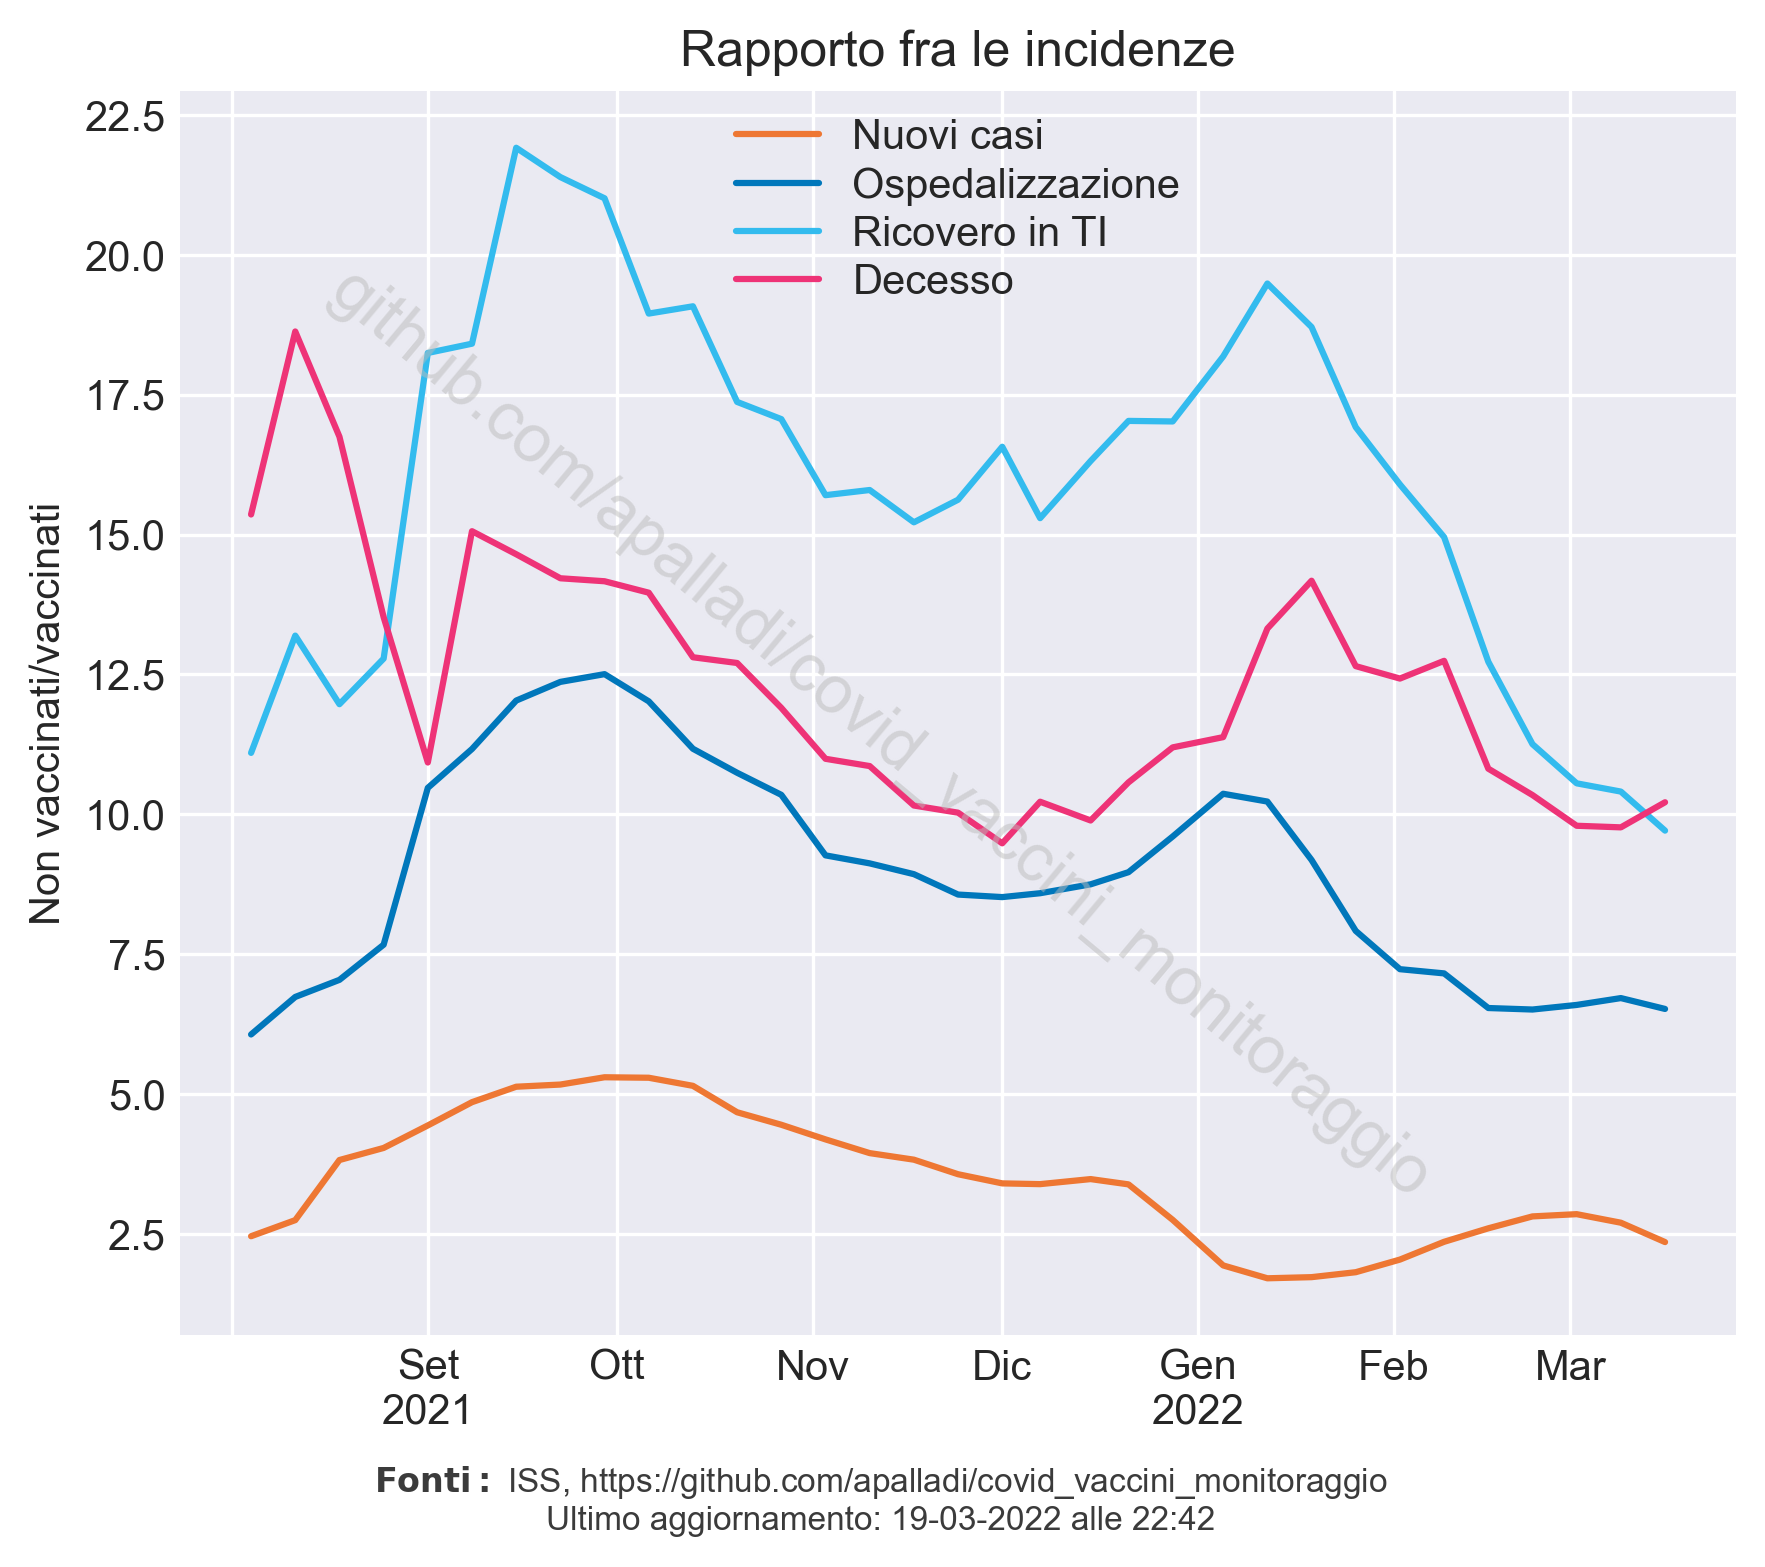 Rapporto fra le incidenze
22.5
20.0
17.5
15.0
12.5
10.0
7.5
5.0
2.5
Non vaccinati/vaccinati
Nuovi casi
Ospedalizzazione
Ricovero in TI
Decesso
github.com/apalladi/covid_vaccini_monitoraggio
Set Ott Nov Dic Gen Feb Mar
2021 2022
Fonti: ISS, https://github.com/apalladi/covid_vaccini_monitoraggio
Ultimo aggiornamento: 19-03-2022 alle 22:42